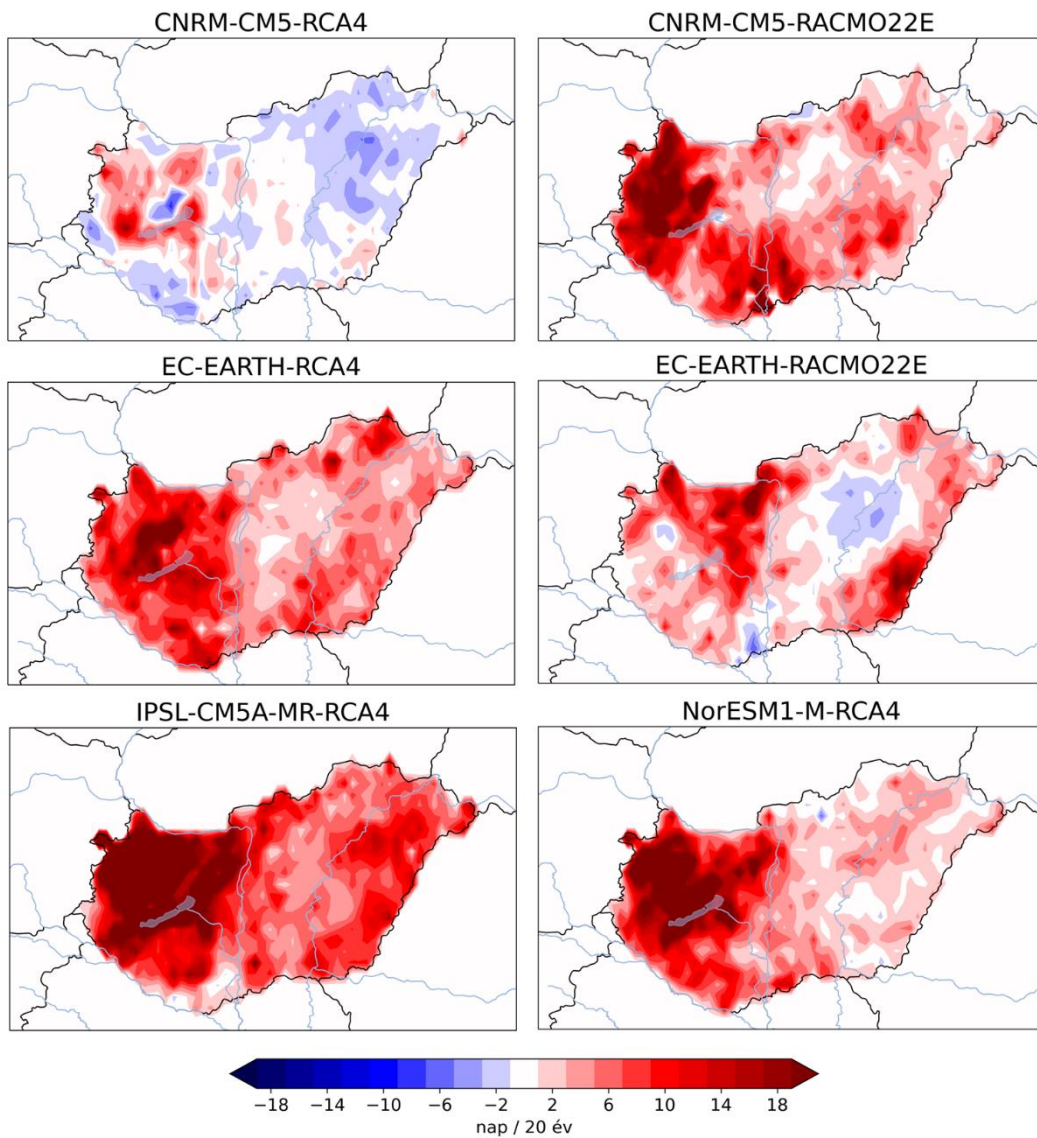 CNRM-CM5-RCA4
CNRM-CM5-RACMO22E
EC-EARTH-RCA4
EC-EARTH-RACMO22E
IPSL-CM5A-MR-RCA4
NorESM1-M-RCA4
−18 −14 −10 −6 −2 2 6 10 14 18
nap / 20 év